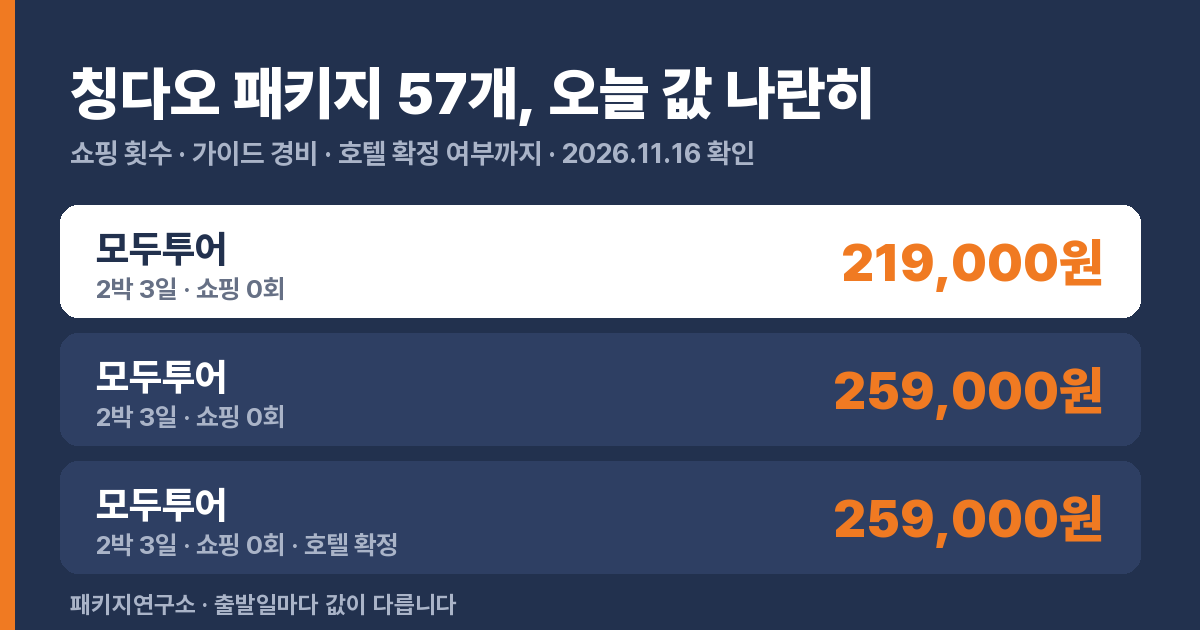 칭다오 패키지 57개, 오늘 값 나란히
쇼핑 횟수 · 가이드 경비 · 호텔 확정 여부까지 · 2026.11.16 확인
모두투어
219,000원
2박 3일 · 쇼핑 0회
모두투어
259,000원
2박 3일 · 쇼핑 0회
모두투어
259,000원
2박 3일 · 쇼핑 0회 · 호텔 확정
패키지연구소 · 출발일마다 값이 다릅니다